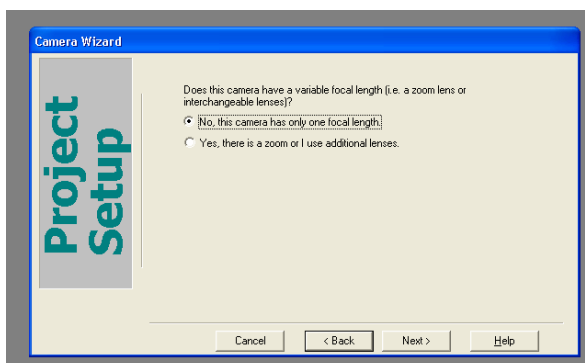 Camera Wizard
Project
Setup
Does this camera have a variable focal length (i.e. a zoom lens or
interchangeable lenses)?
No, this camera has only one focal length.
Yes, there is a zoom or I use additional lenses.
Cancel
< Back
Next >
Help